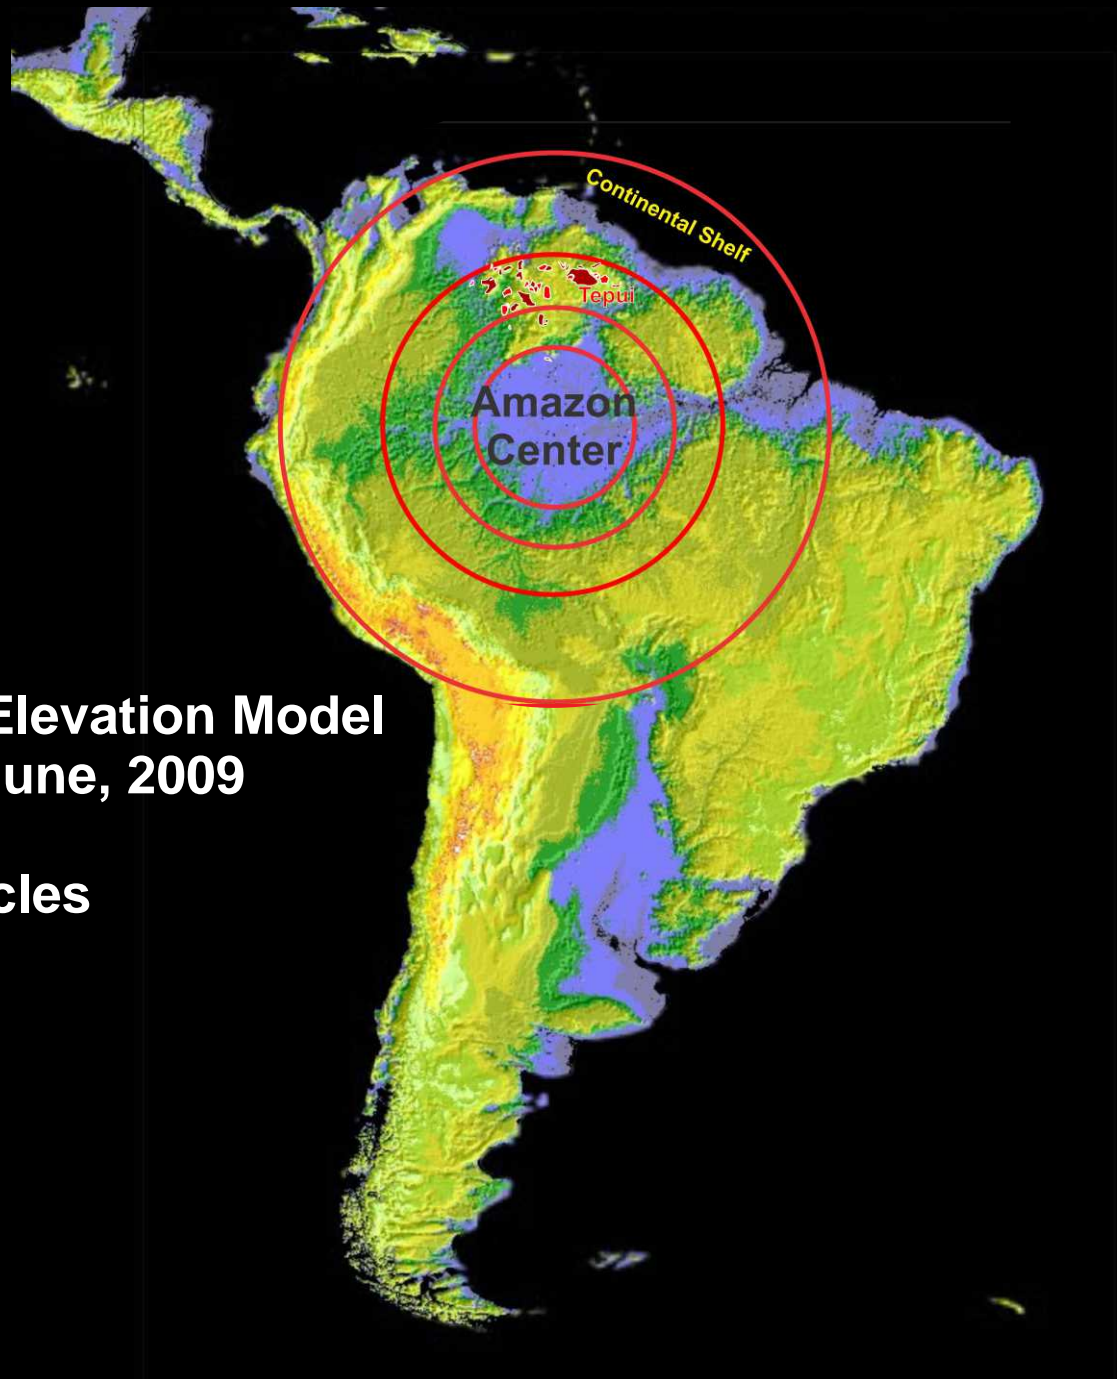 Continental Shelf
Tepui
Amazon
Center
Elevation Model
une, 2009
cles